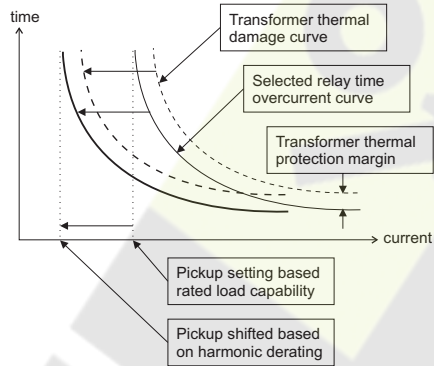 time
Transformer thermal
damage curve
Selected relay time
overcurrent curve
Transformer thermal
protection margin
current
Pickup setting based
rated load capability
Pickup shifted based
on harmonic derating